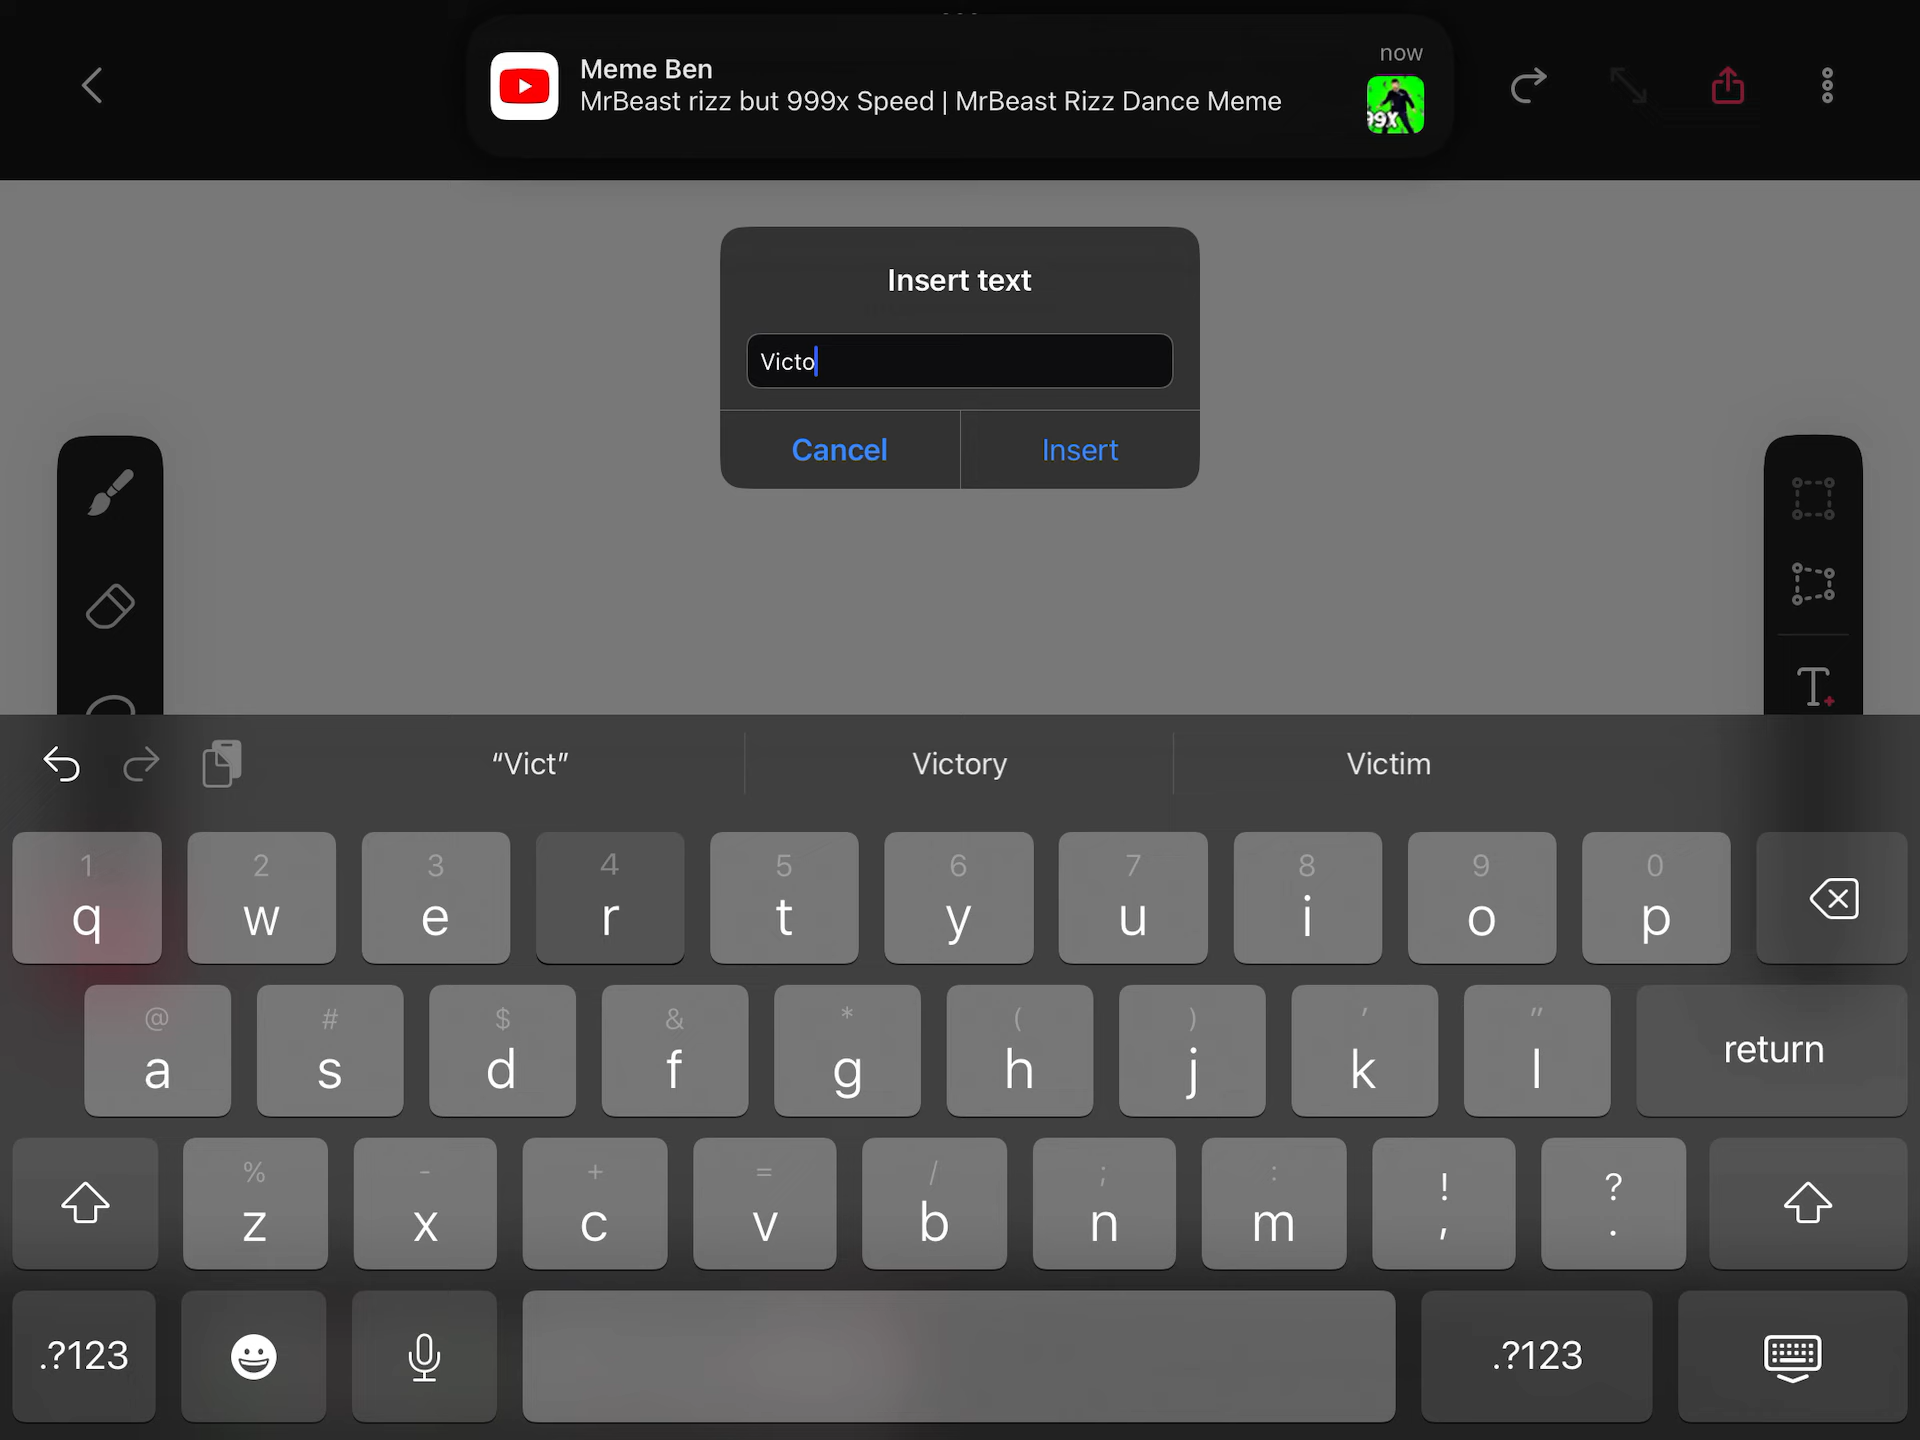 now
Meme Ben
MrBeast rizz but 999x Speed | MrBeast Rizz Dance Meme
99X
Insert text
Victo
Cancel Insert
“Vict” Victory Victim
1 2 3 4 5 6 7 8 9 0
q w e r t y u i o p
@ # $ & * ( ) ' "
a s d f g h j k l return
% - + = / ; : ! ?
z x c v b n m , .
.?123 .?123